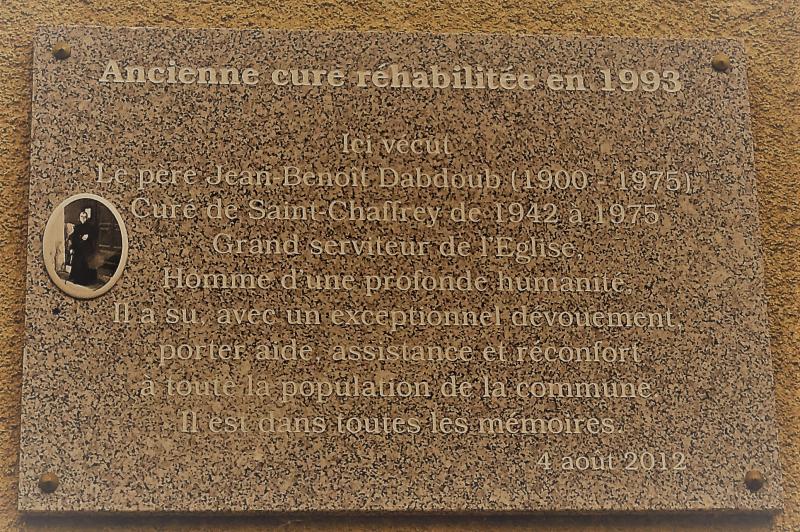 Ancienne cure réhabilitée en 1993
Ici vécut
Le père Jean-Benoît Dabdoub (1900 - 1975),
Curé de Saint-Chaffrey de 1942 à 1975
Grand serviteur de l'Eglise,
Homme d'une profonde humanité.
Il a su, avec un exceptionnel dévouement,
porter aide, assistance et réconfort
à toute la population de la commune.
Il est dans toutes les mémoires.
4 août 2012